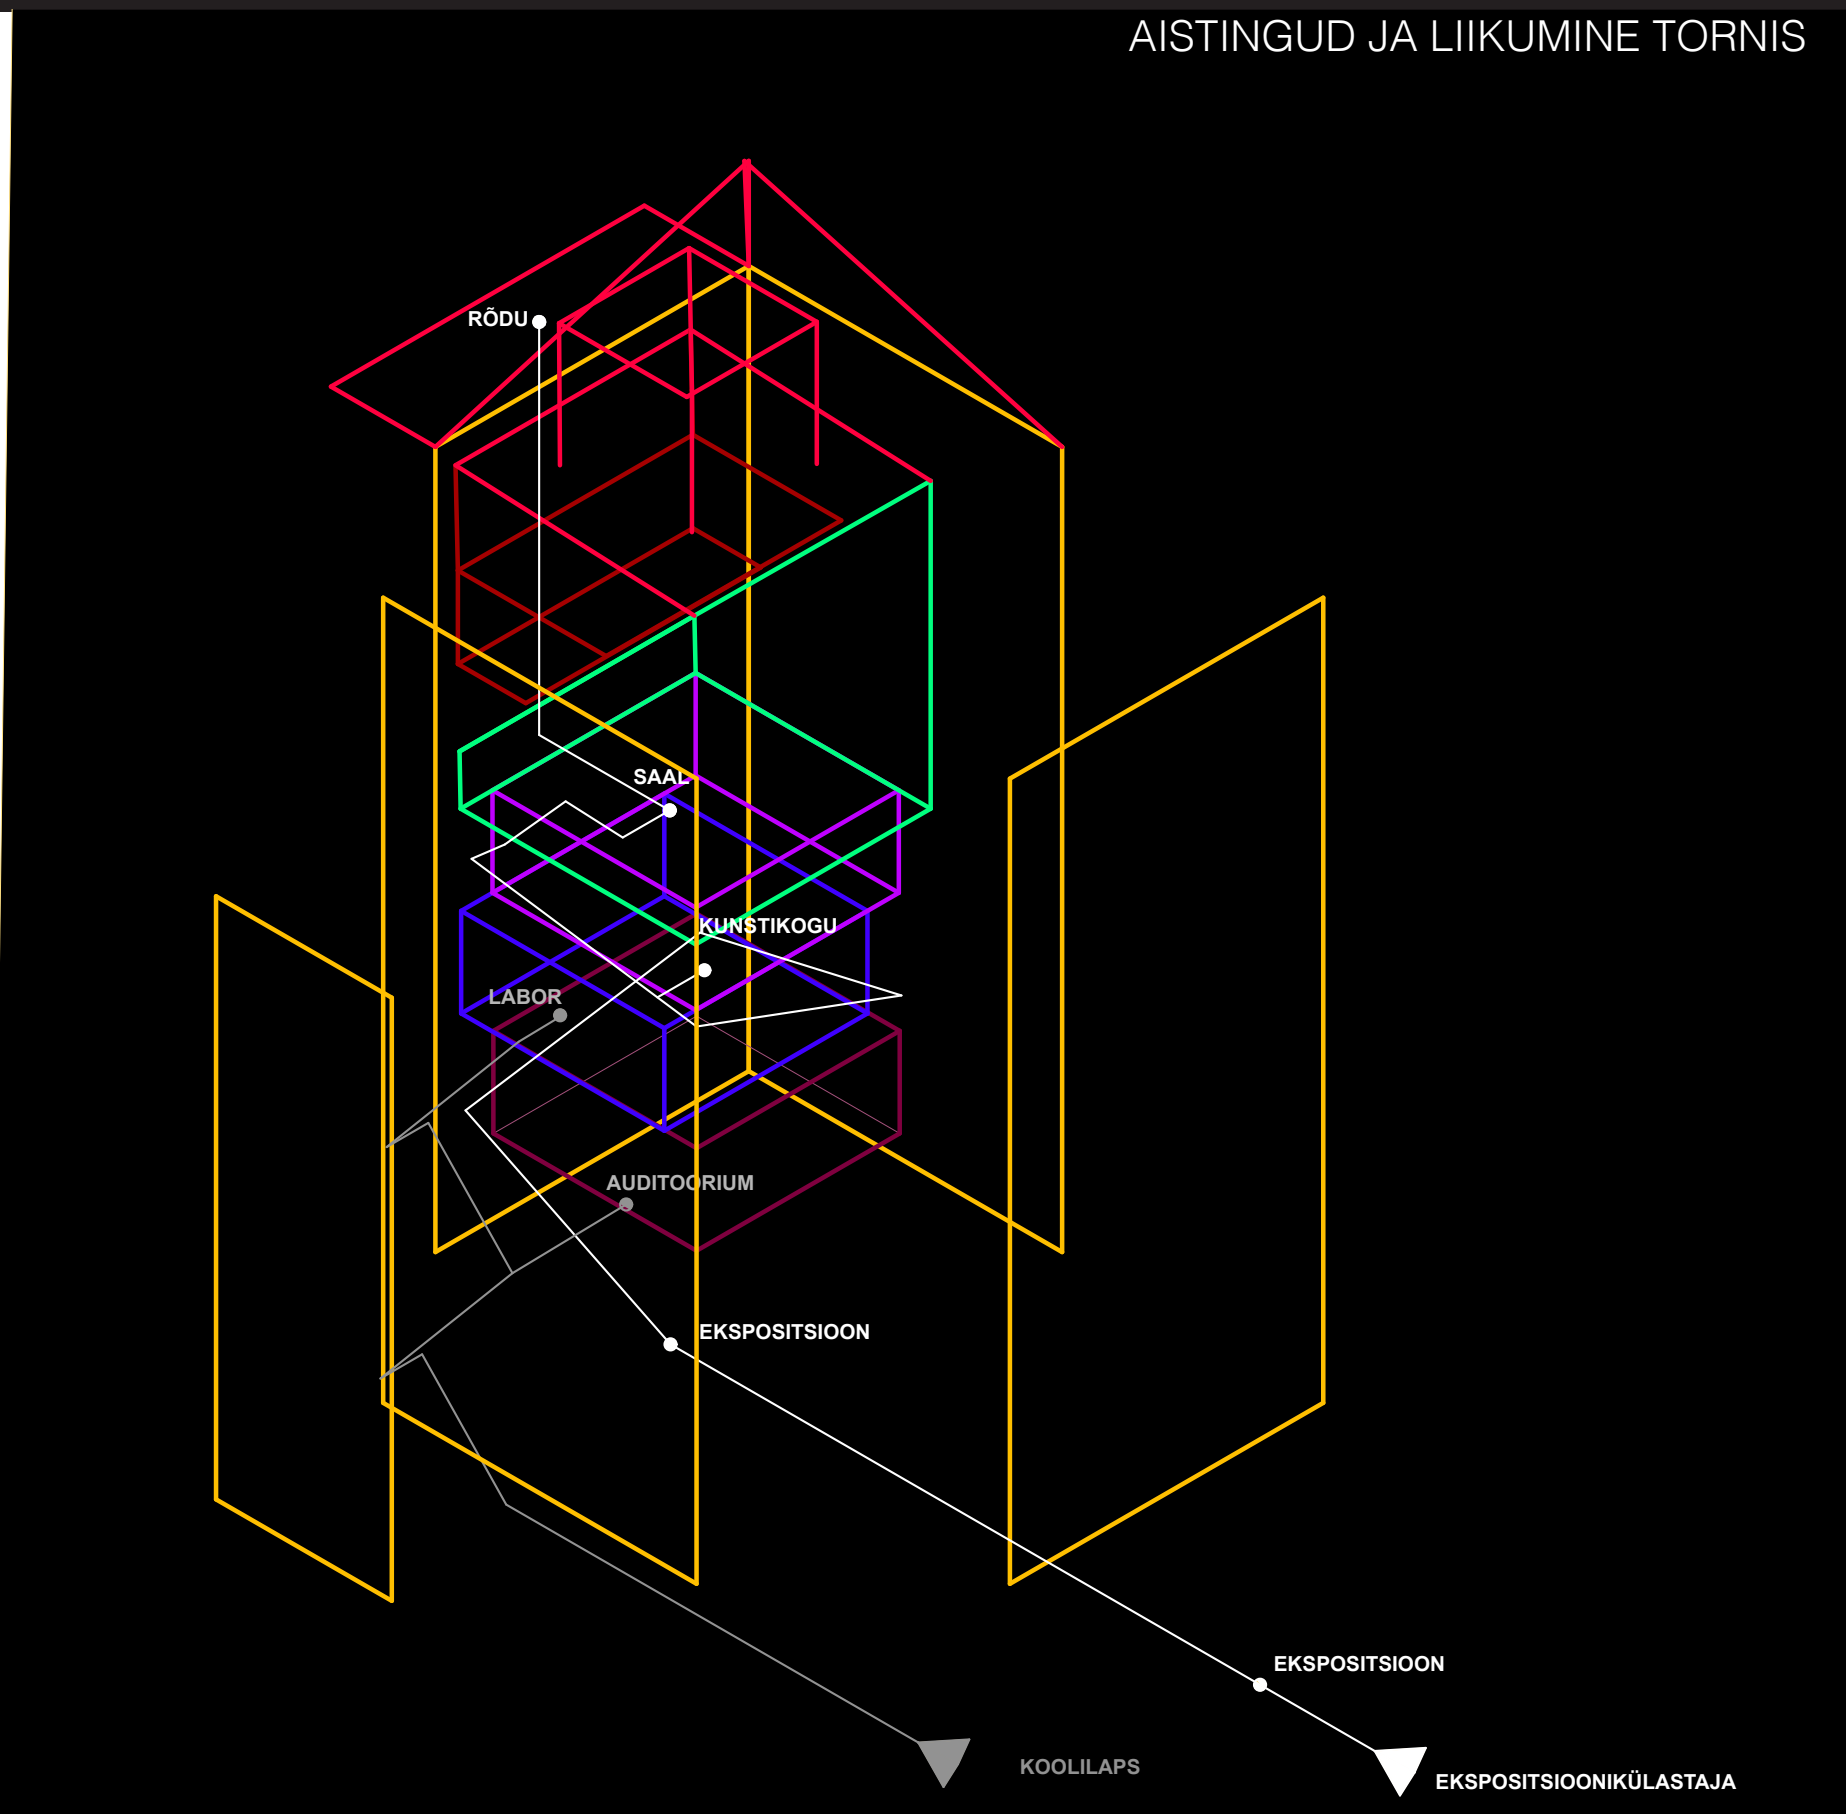 AISTINGUD JA LIIKUMINE TORNIS
RÕDU
SAAL
KUNSTIKOGU
LABOR
AUDITOORIUM
EKSPOSITSIOON
EKSPOSITSIOON
KOOLILAPS
EKSPOSITSIOONIKÜLASTAJA